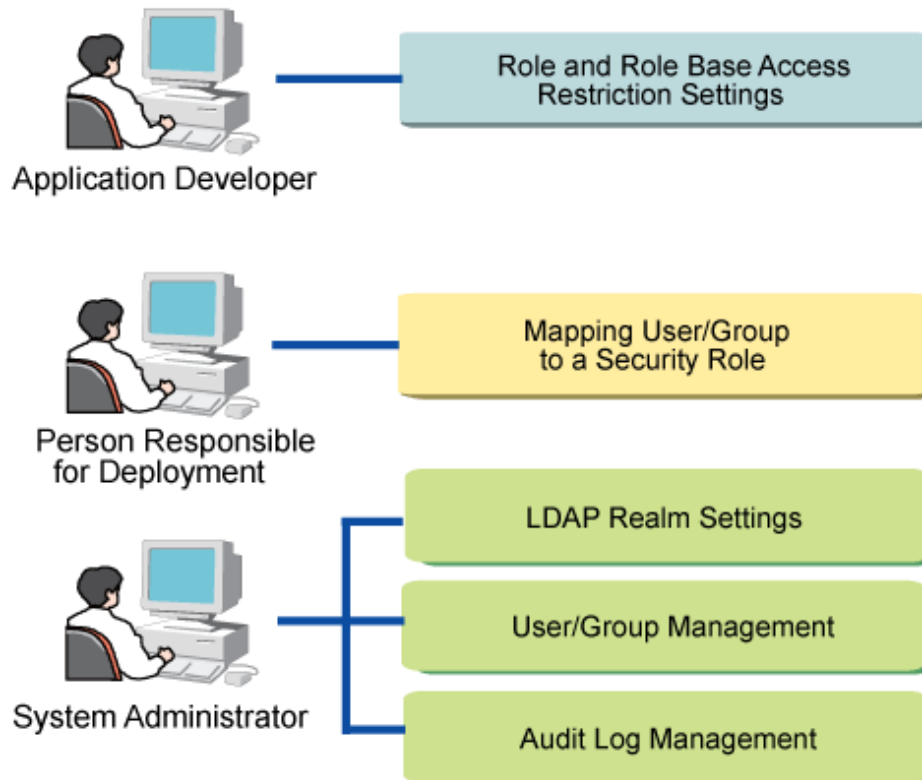 Role and Role Base Access
Restriction Settings
Application Developer
Mapping User/Group
to a Security Role
Person Responsible
for Deployment
LDAP Realm Settings
User/Group Management
System Administrator
Audit Log Management